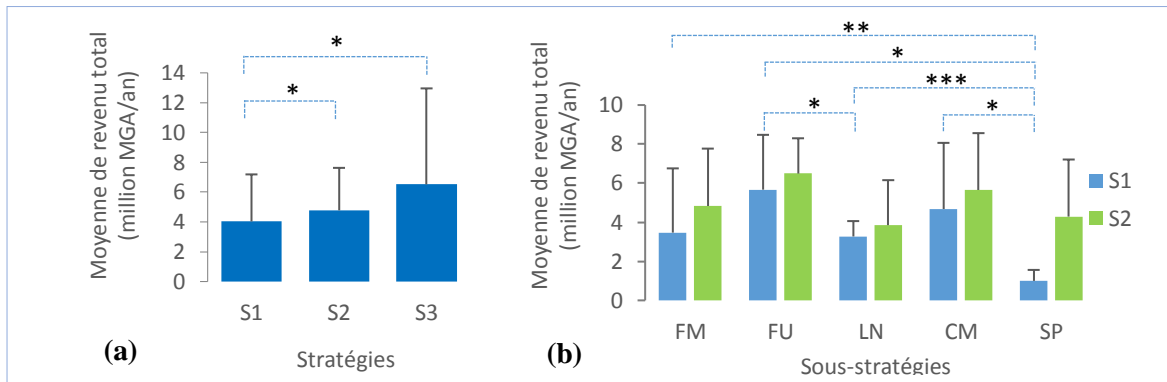 *
*
Moyenne de revenu total
(million MGA/an)
14
12
10
8
6
4
2
0
S1 S2 S3
(a)
Stratégies
**
*
***
*
*
Moyenne de revenu total
(million MGA/an)
10
8
6
4
2
0
S1
S2
FM FU LN CM SP
(b)
Sous-stratégies